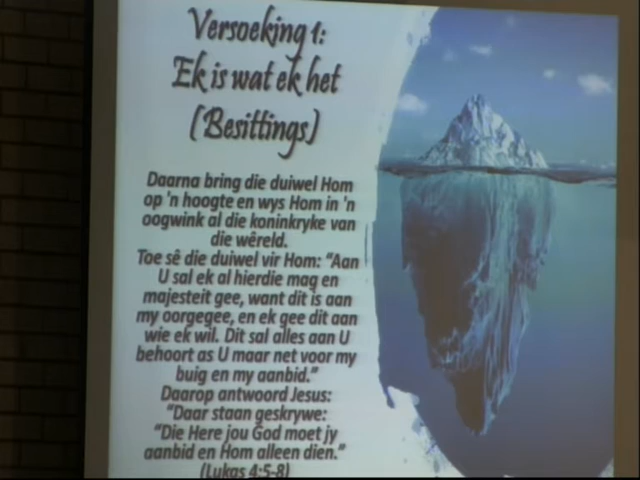 Versoeking 1:
Ek is wat ek het
(Besittings)
Daarna bring die duiwel Hom
op 'n hoogte en wys Hom in 'n
oogwink al die koninkryke van
die wêreld.
Toe sê die duiwel vir Hom: “Aan
U sal ek al hierdie mag en
majesteit gee, want dit is aan
my oorgegee, en ek gee dit aan
wie ek wil. Dit sal alles aan U
behoort as U maar net voor my
buig en my aanbid.”
Daarop antwoord Jesus:
“Daar staan geskrywe:
“Die Here jou God moet jy
aanbid en Hom alleen dien.”
(Lukas 4:5-8)